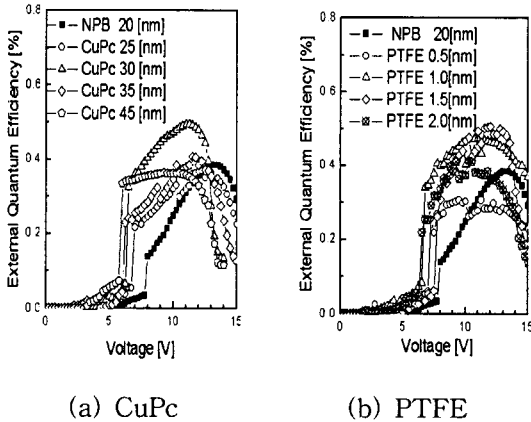 External Quantum Efficiency [%]
0.8
0.6
0.4
0.2
0.0
NPB 20 [nm]
CuPc 25 [nm]
CuPc 30 [nm]
CuPc 35 [nm]
CuPc 45 [nm]
0 5 10 15
Voltage [V]
(a) CuPc
External Quantum Efficiency [%]
0.8
0.6
0.4
0.2
0.0
NPB 20[nm]
PTFE 0.5[nm]
PTFE 1.0[nm]
PTFE 1.5[nm]
PTFE 2.0[nm]
0 5 10 15
Voltage [V]
(b) PTFE